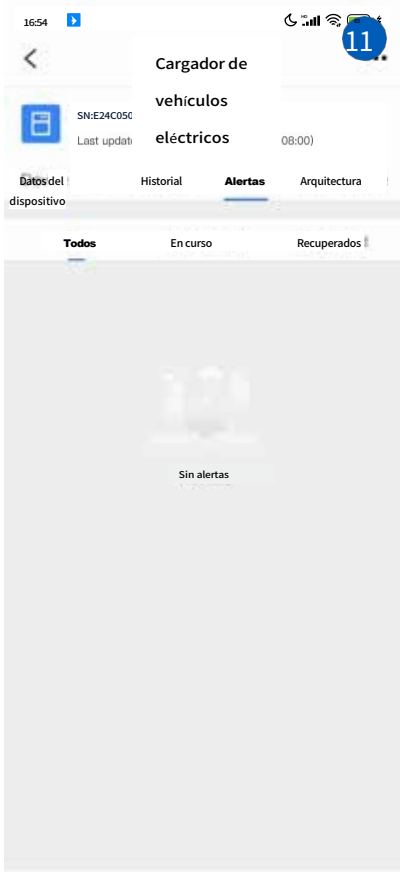 16:54
11
Cargador de
vehículos
eléctricos
SN:E24C050
Last updat 08:00)
Datos del Historial Alertas Arquitectura
dispositivo
Todos En curso Recuperados
Sin alertas